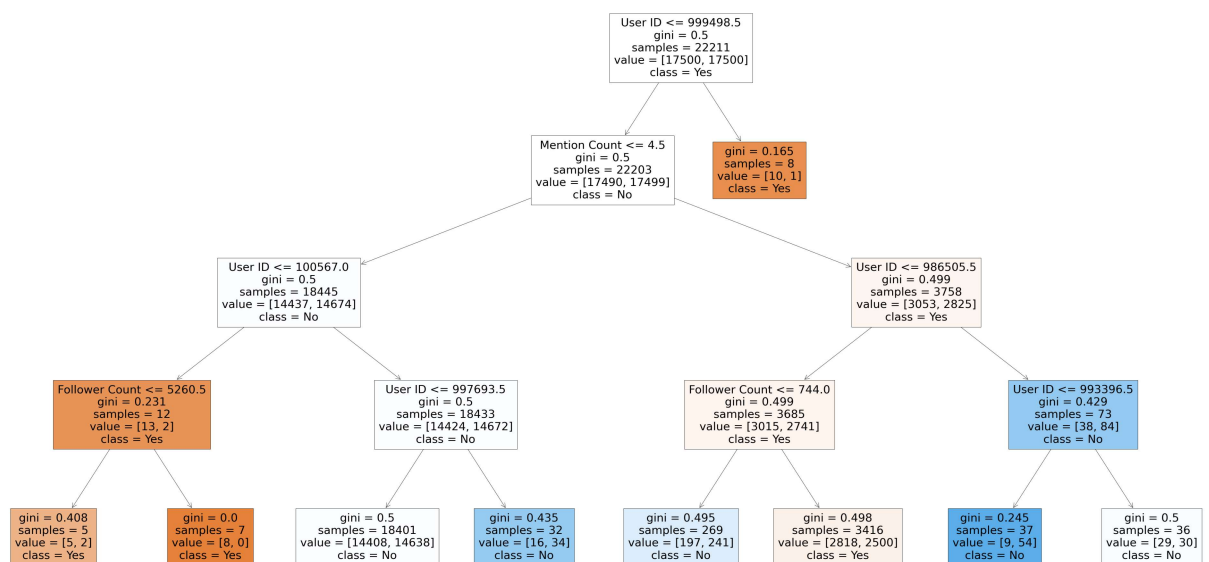 User ID <= 999498.5
gini = 0.5
samples = 22211
value = [17500, 17500]
class = Yes
Mention Count <= 4.5
gini = 0.5
samples = 22203
value = [17490, 17499]
class = No
gini = 0.165
samples = 8
value = [10, 1]
class = Yes
User ID <= 100567.0
gini = 0.5
samples = 18445
value = [14437, 14674]
class = No
User ID <= 986505.5
gini = 0.499
samples = 3758
value = [3053, 2825]
class = Yes
Follower Count <= 5260.5
gini = 0.231
samples = 12
value = [13, 2]
class = Yes
User ID <= 997693.5
gini = 0.5
samples = 18433
value = [14424, 14672]
class = No
Follower Count <= 744.0
gini = 0.499
samples = 3685
value = [3015, 2741]
class = Yes
User ID <= 993396.5
gini = 0.429
samples = 73
value = [38, 84]
class = No
gini = 0.408
samples = 5
value = [5, 2]
class = Yes
gini = 0.0
samples = 7
value = [8, 0]
class = Yes
gini = 0.5
samples = 18401
value = [14408, 14638]
class = No
gini = 0.435
samples = 32
value = [16, 34]
class = No
gini = 0.495
samples = 269
value = [197, 241]
class = No
gini = 0.498
samples = 3416
value = [2818, 2500]
class = Yes
gini = 0.245
samples = 37
value = [9, 54]
class = No
gini = 0.5
samples = 36
value = [29, 30]
class = No